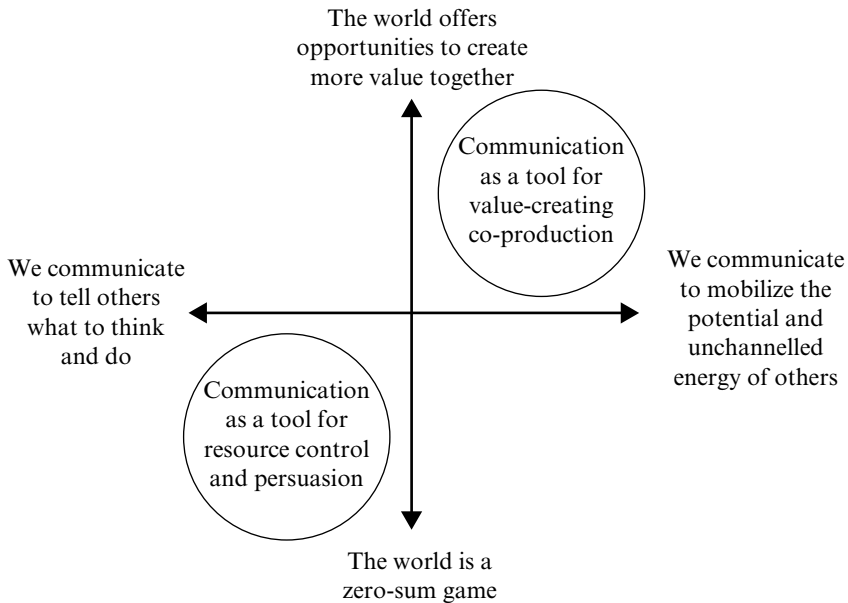 The world offers
opportunities to create
more value together
Communication
as a tool for
value-creating
co-production
We communicate
to tell others
what to think
and do
We communicate
to mobilize the
potential and
unchannelled
energy of others
Communication
as a tool for
resource control
and persuasion
The world is a
zero-sum game